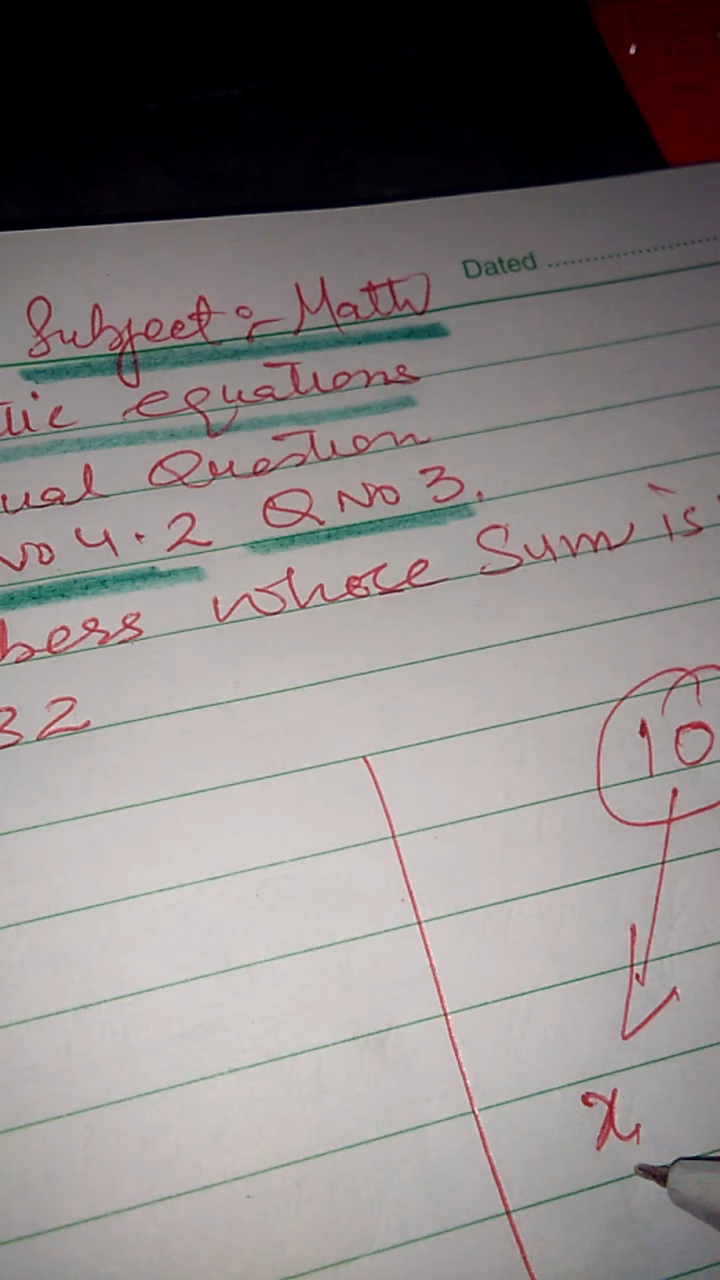 Dated
Subject :- Math
tic equations
ual Question
No 4.2 Q No 3.
bers whose Sum is
32
10
x